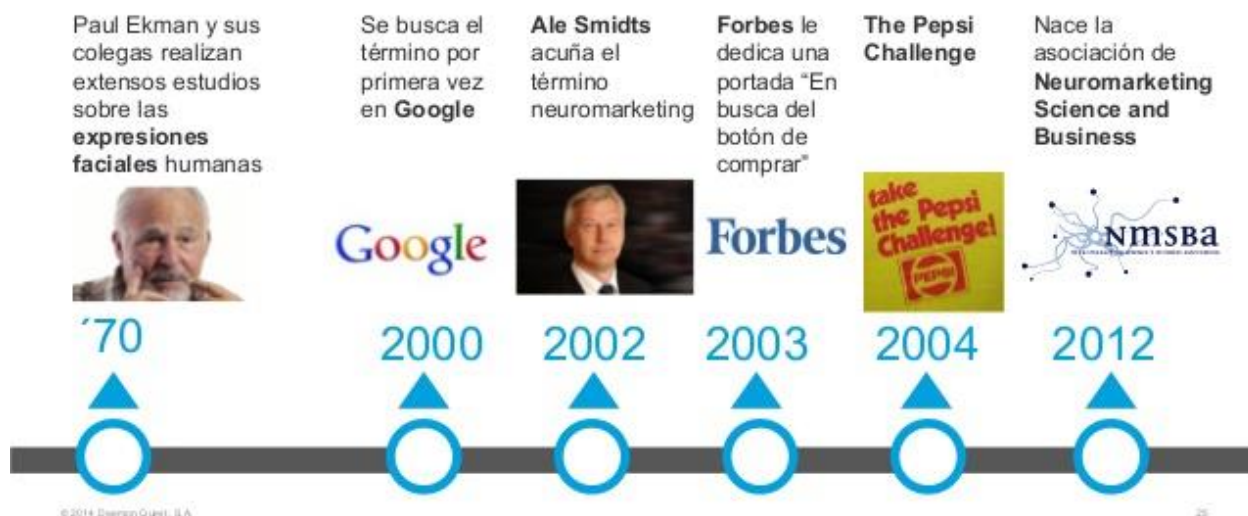 Paul Ekman y sus
colegas realizan
extensos estudios
sobre las
expresiones
faciales humanas
Se busca el
término por
primera vez
en Google
Ale Smidts
acuña el
término
neuromarketing
Forbes le
dedica una
portada "En
busca del
botón de
comprar"
The Pepsi
Challenge
Nace la
asociación de
Neuromarketing
Science and
Business
Google
Forbes
take
the Pepsi
Challenge!
PEPSI
NMSBA
´70
2000
2002
2003
2004
2012
© 2014
25